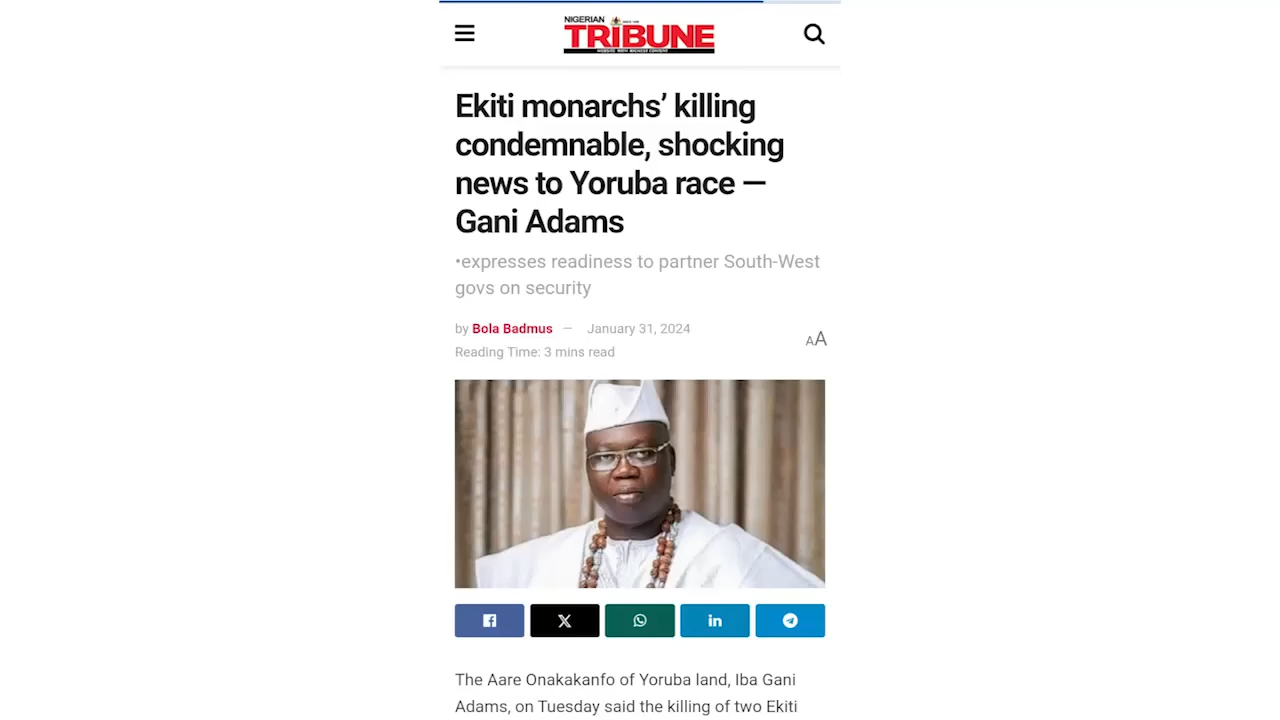 NIGERIAN
TRIBUNE
Ekiti monarchs’ killing
condemnable, shocking
news to Yoruba race —
Gani Adams
•expresses readiness to partner South-West
govs on security
by Bola Badmus — January 31, 2024
AA
Reading Time: 3 mins read
The Aare Onakakanfo of Yoruba land, Iba Gani
Adams, on Tuesday said the killing of two Ekiti